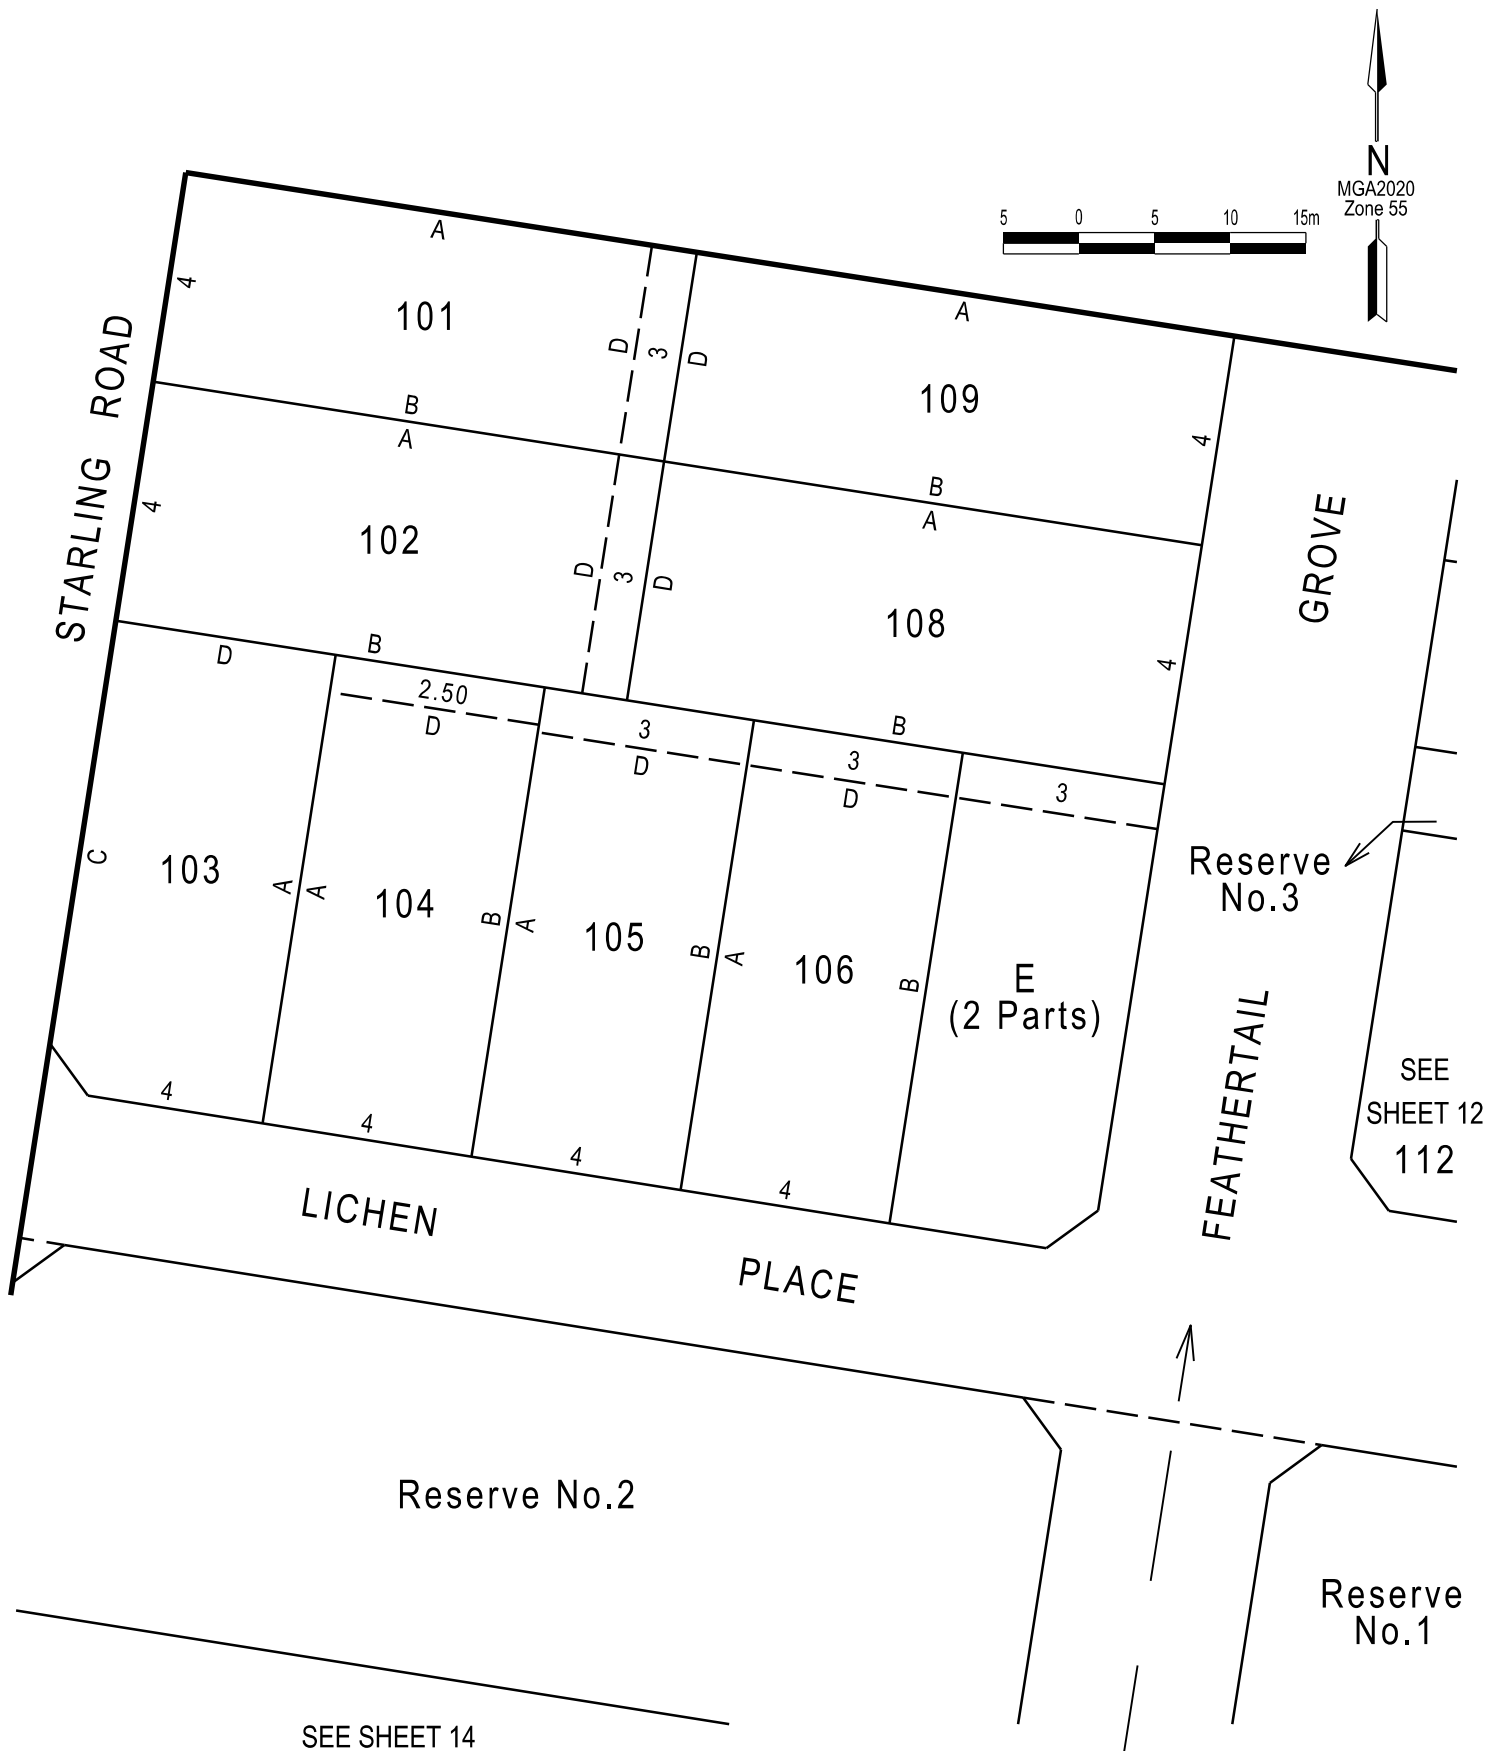 N
MGA2020
Zone 55
5 0 5 10 15m
A
4
101
D
3
D
A
109
4
B
A
B
A
STARLING ROAD
4
102
D
3
D
108
4
GROVE
B
D
2.50
D
3
D
B
3
D
3
C
103
A
A
104
B
A
105
B
A
106
B
E
(2 Parts)
Reserve
No.3
FEATHERTAIL
SEE
SHEET 12
112
4
4
4
4
LICHEN
PLACE
Reserve No.2
Reserve
No.1
SEE SHEET 14